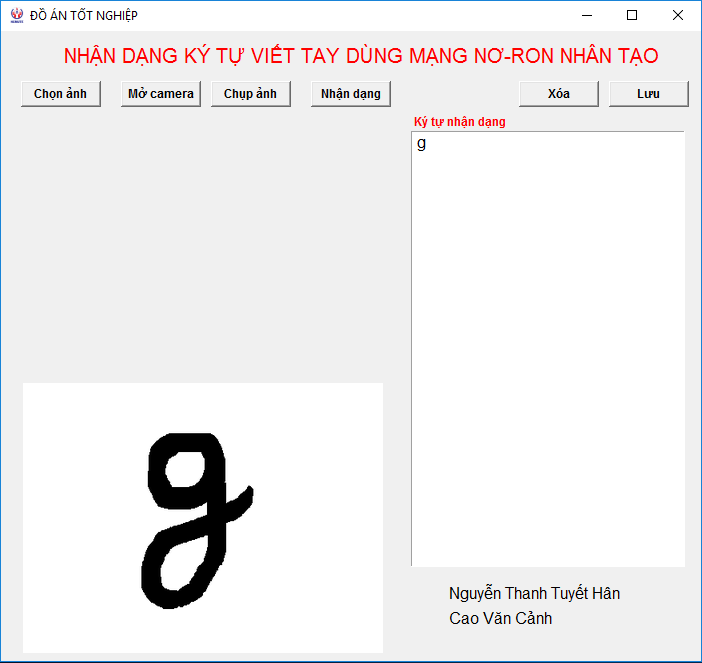 ĐỒ ÁN TỐT NGHIỆP
NHẬN DẠNG KÝ TỰ VIẾT TAY DÙNG MẠNG NƠ-RON NHÂN TẠO
Chọn ảnh Mở camera Chụp ảnh Nhận dạng Xóa Lưu
Ký tự nhận dạng
g
g
Nguyễn Thanh Tuyết Hân
Cao Văn Cảnh